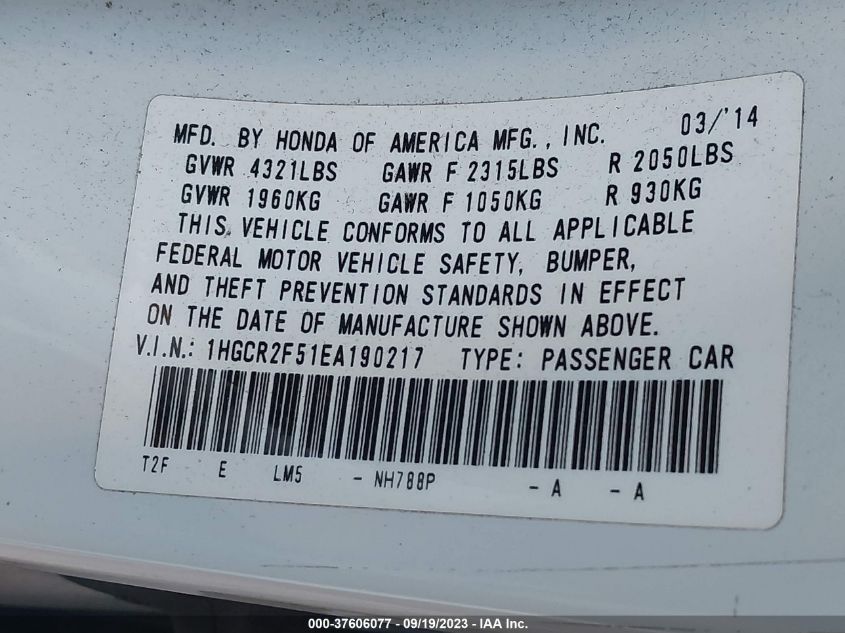 MFD. BY HONDA OF AMERICA MFG., INC. 03/'14
GVWR 4321LBS GAWR F 2315LBS R 2050LBS
GVWR 1960KG GAWR F 1050KG R 930KG
THIS VEHICLE CONFORMS TO ALL APPLICABLE
FEDERAL MOTOR VEHICLE SAFETY, BUMPER,
AND THEFT PREVENTION STANDARDS IN EFFECT
ON THE DATE OF MANUFACTURE SHOWN ABOVE.
V.I.N.: 1HGCR2F51EA190217 TYPE: PASSENGER CAR
T2F E LM5 - NH788P - A - A
000-37606077 - 09/19/2023 - IAA Inc.